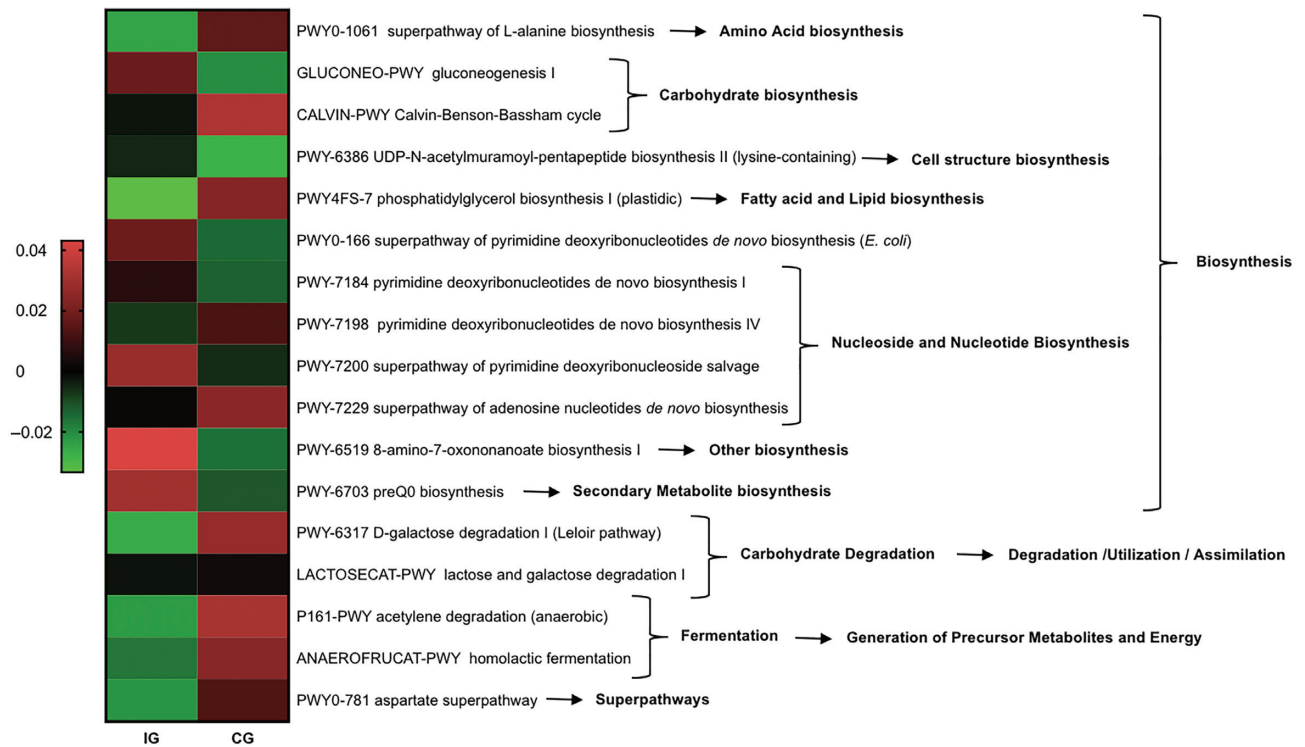 PWY0-1061 superpathway of L-alanine biosynthesis → Amino Acid biosynthesis
GLUCONEO-PWY gluconeogenesis I
Carbohydrate biosynthesis
CALVIN-PWY Calvin-Benson-Bassham cycle
PWY-6386 UDP-N-acetylmuramoyl-pentapeptide biosynthesis II (lysine-containing) → Cell structure biosynthesis
PWY4FS-7 phosphatidylglycerol biosynthesis I (plastidic) → Fatty acid and Lipid biosynthesis
PWY0-166 superpathway of pyrimidine deoxyribonucleotides de novo biosynthesis (E. coli)
Biosynthesis
PWY-7184 pyrimidine deoxyribonucleotides de novo biosynthesis I
PWY-7198 pyrimidine deoxyribonucleotides de novo biosynthesis IV
Nucleoside and Nucleotide Biosynthesis
PWY-7200 superpathway of pyrimidine deoxyribonucleoside salvage
PWY-7229 superpathway of adenosine nucleotides de novo biosynthesis
PWY-6519 8-amino-7-oxononanoate biosynthesis I → Other biosynthesis
PWY-6703 preQ0 biosynthesis → Secondary Metabolite biosynthesis
PWY-6317 D-galactose degradation I (Leloir pathway)
Carbohydrate Degradation → Degradation /Utilization / Assimilation
LACTOSECAT-PWY lactose and galactose degradation I
P161-PWY acetylene degradation (anaerobic)
Fermentation → Generation of Precursor Metabolites and Energy
ANAEROFRUCAT-PWY homolactic fermentation
PWY0-781 aspartate superpathway → Superpathways
0.04
0.02
0
–0.02
IG CG